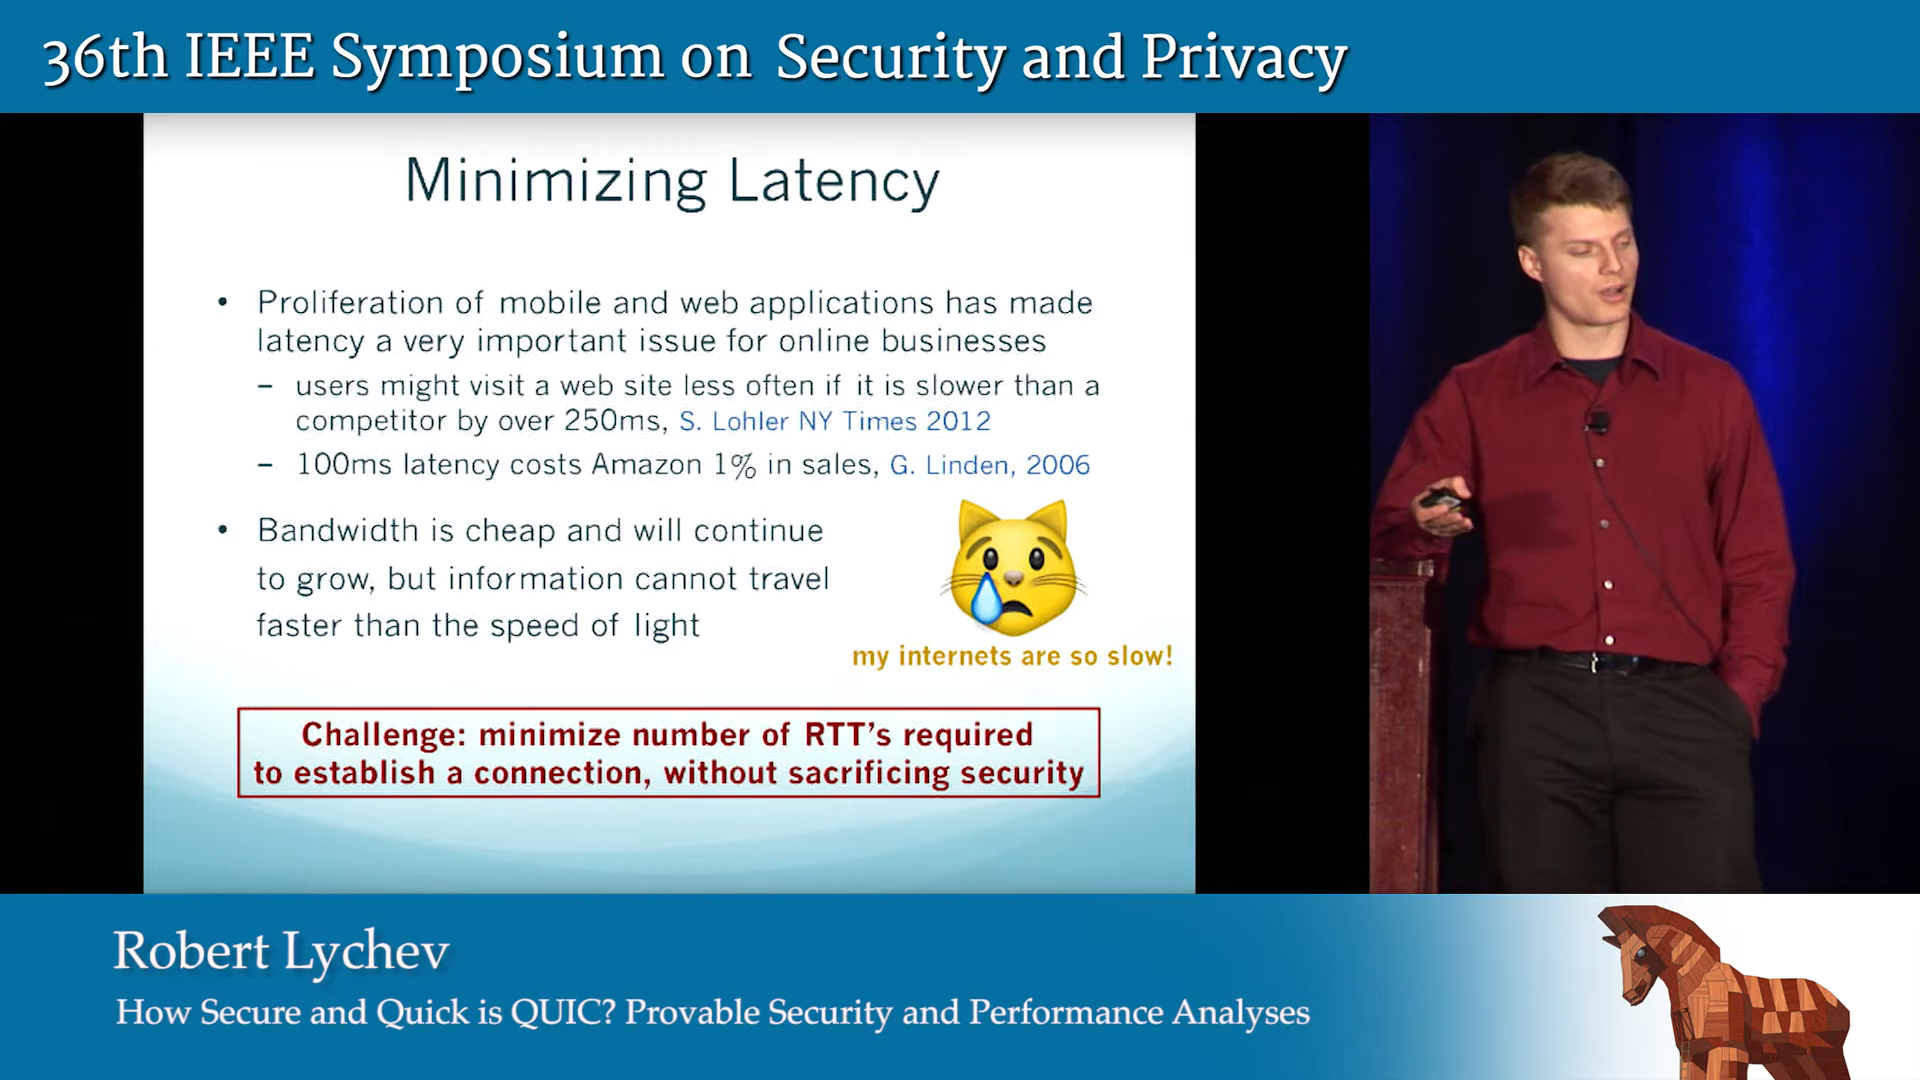 36th IEEE Symposium on Security and Privacy
Minimizing Latency
• Proliferation of mobile and web applications has made
latency a very important issue for online businesses
– users might visit a web site less often if it is slower than a
competitor by over 250ms, S. Lohler NY Times 2012
– 100ms latency costs Amazon 1% in sales, G. Linden, 2006
• Bandwidth is cheap and will continue
to grow, but information cannot travel
faster than the speed of light
my internets are so slow!
Challenge: minimize number of RTT's required
to establish a connection, without sacrificing security
Robert Lychev
How Secure and Quick is QUIC? Provable Security and Performance Analyses